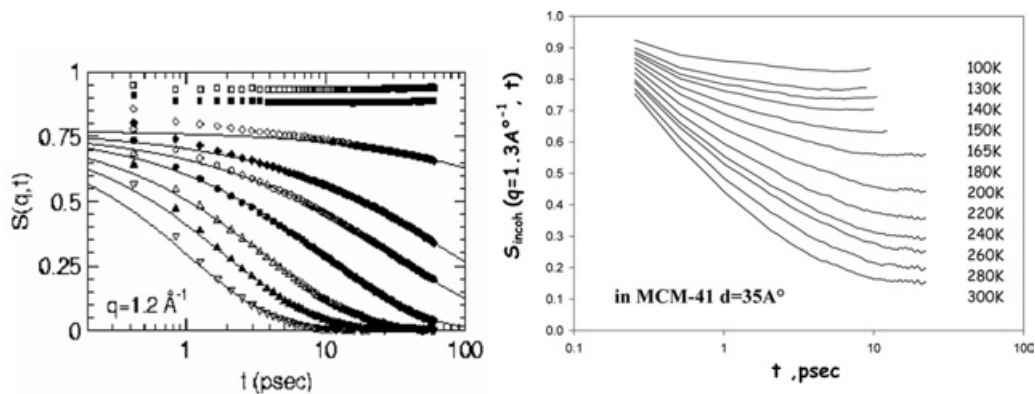 1
0.75
0.5
0.25
0
S(q,t)
q=1.2 Å⁻¹
1
10
100
t (psec)
1.0
0.9
0.8
0.7
0.6
0.5
0.4
0.3
0.2
0.1
0.0
S_incoh (q=1.3A°⁻¹, t)
100K
130K
140K
150K
165K
180K
200K
220K
240K
260K
280K
300K
in MCM-41 d=35A°
0.1
1
10
t ,psec